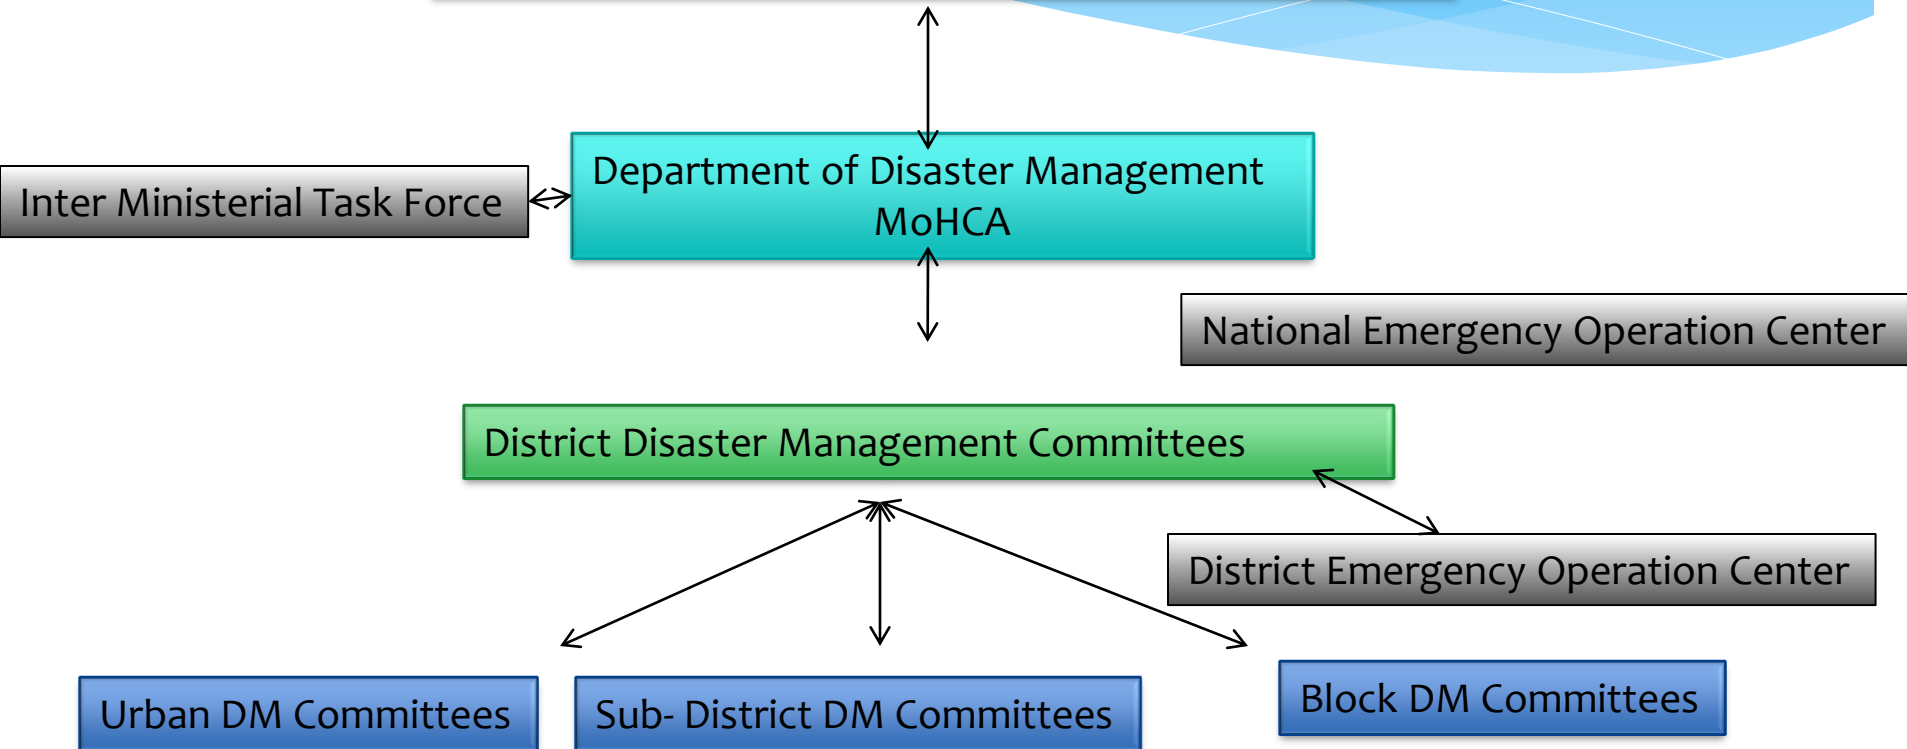 Department of Disaster Management
MoHCA
Inter Ministerial Task Force
National Emergency Operation Center
District Disaster Management Committees
District Emergency Operation Center
Urban DM Committees
Sub- District DM Committees
Block DM Committees